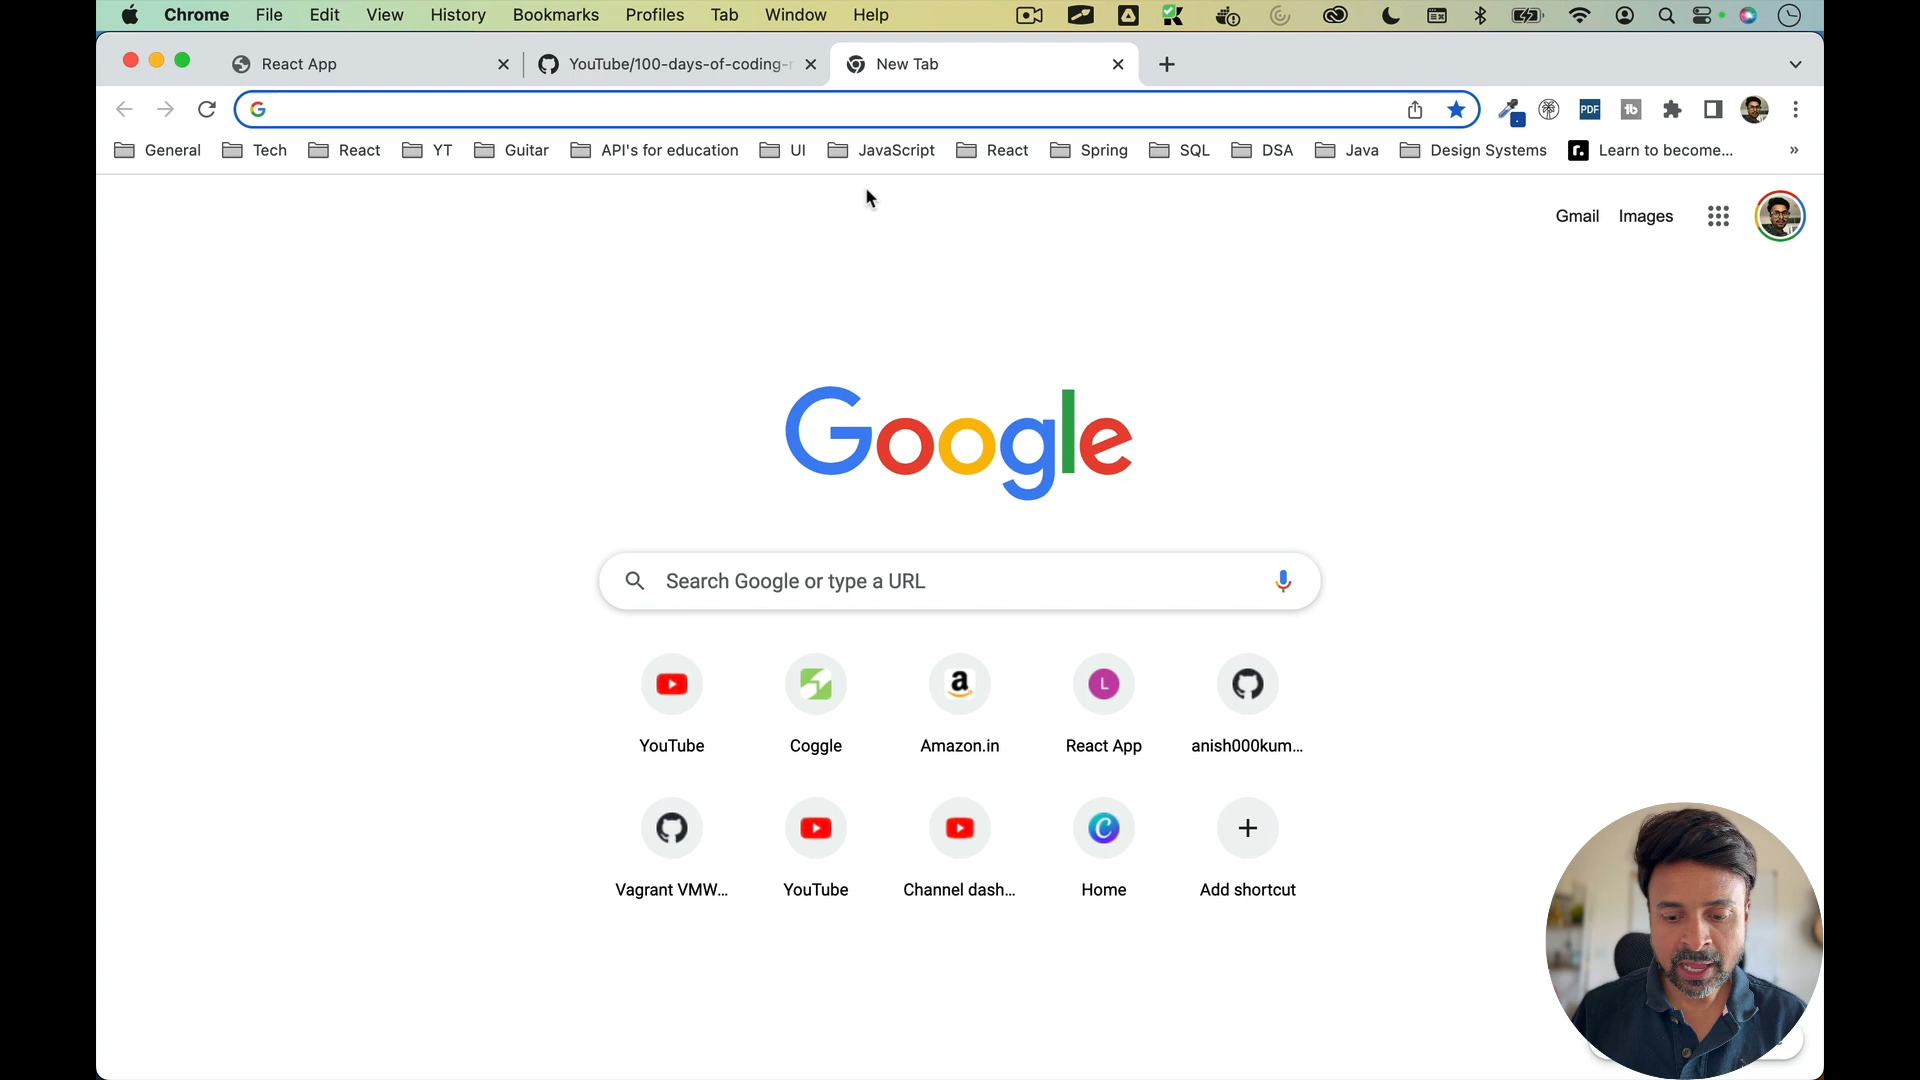 Chrome File Edit View History Bookmarks Profiles Tab Window Help
React App YouTube/100-days-of-coding- New Tab
General Tech React YT Guitar API's for education UI JavaScript React Spring SQL DSA Java Design Systems Learn to become...
Gmail Images
Google
Search Google or type a URL
YouTube Coggle Amazon.in React App anish000kum...
Vagrant VMW... YouTube Channel dash... Home Add shortcut